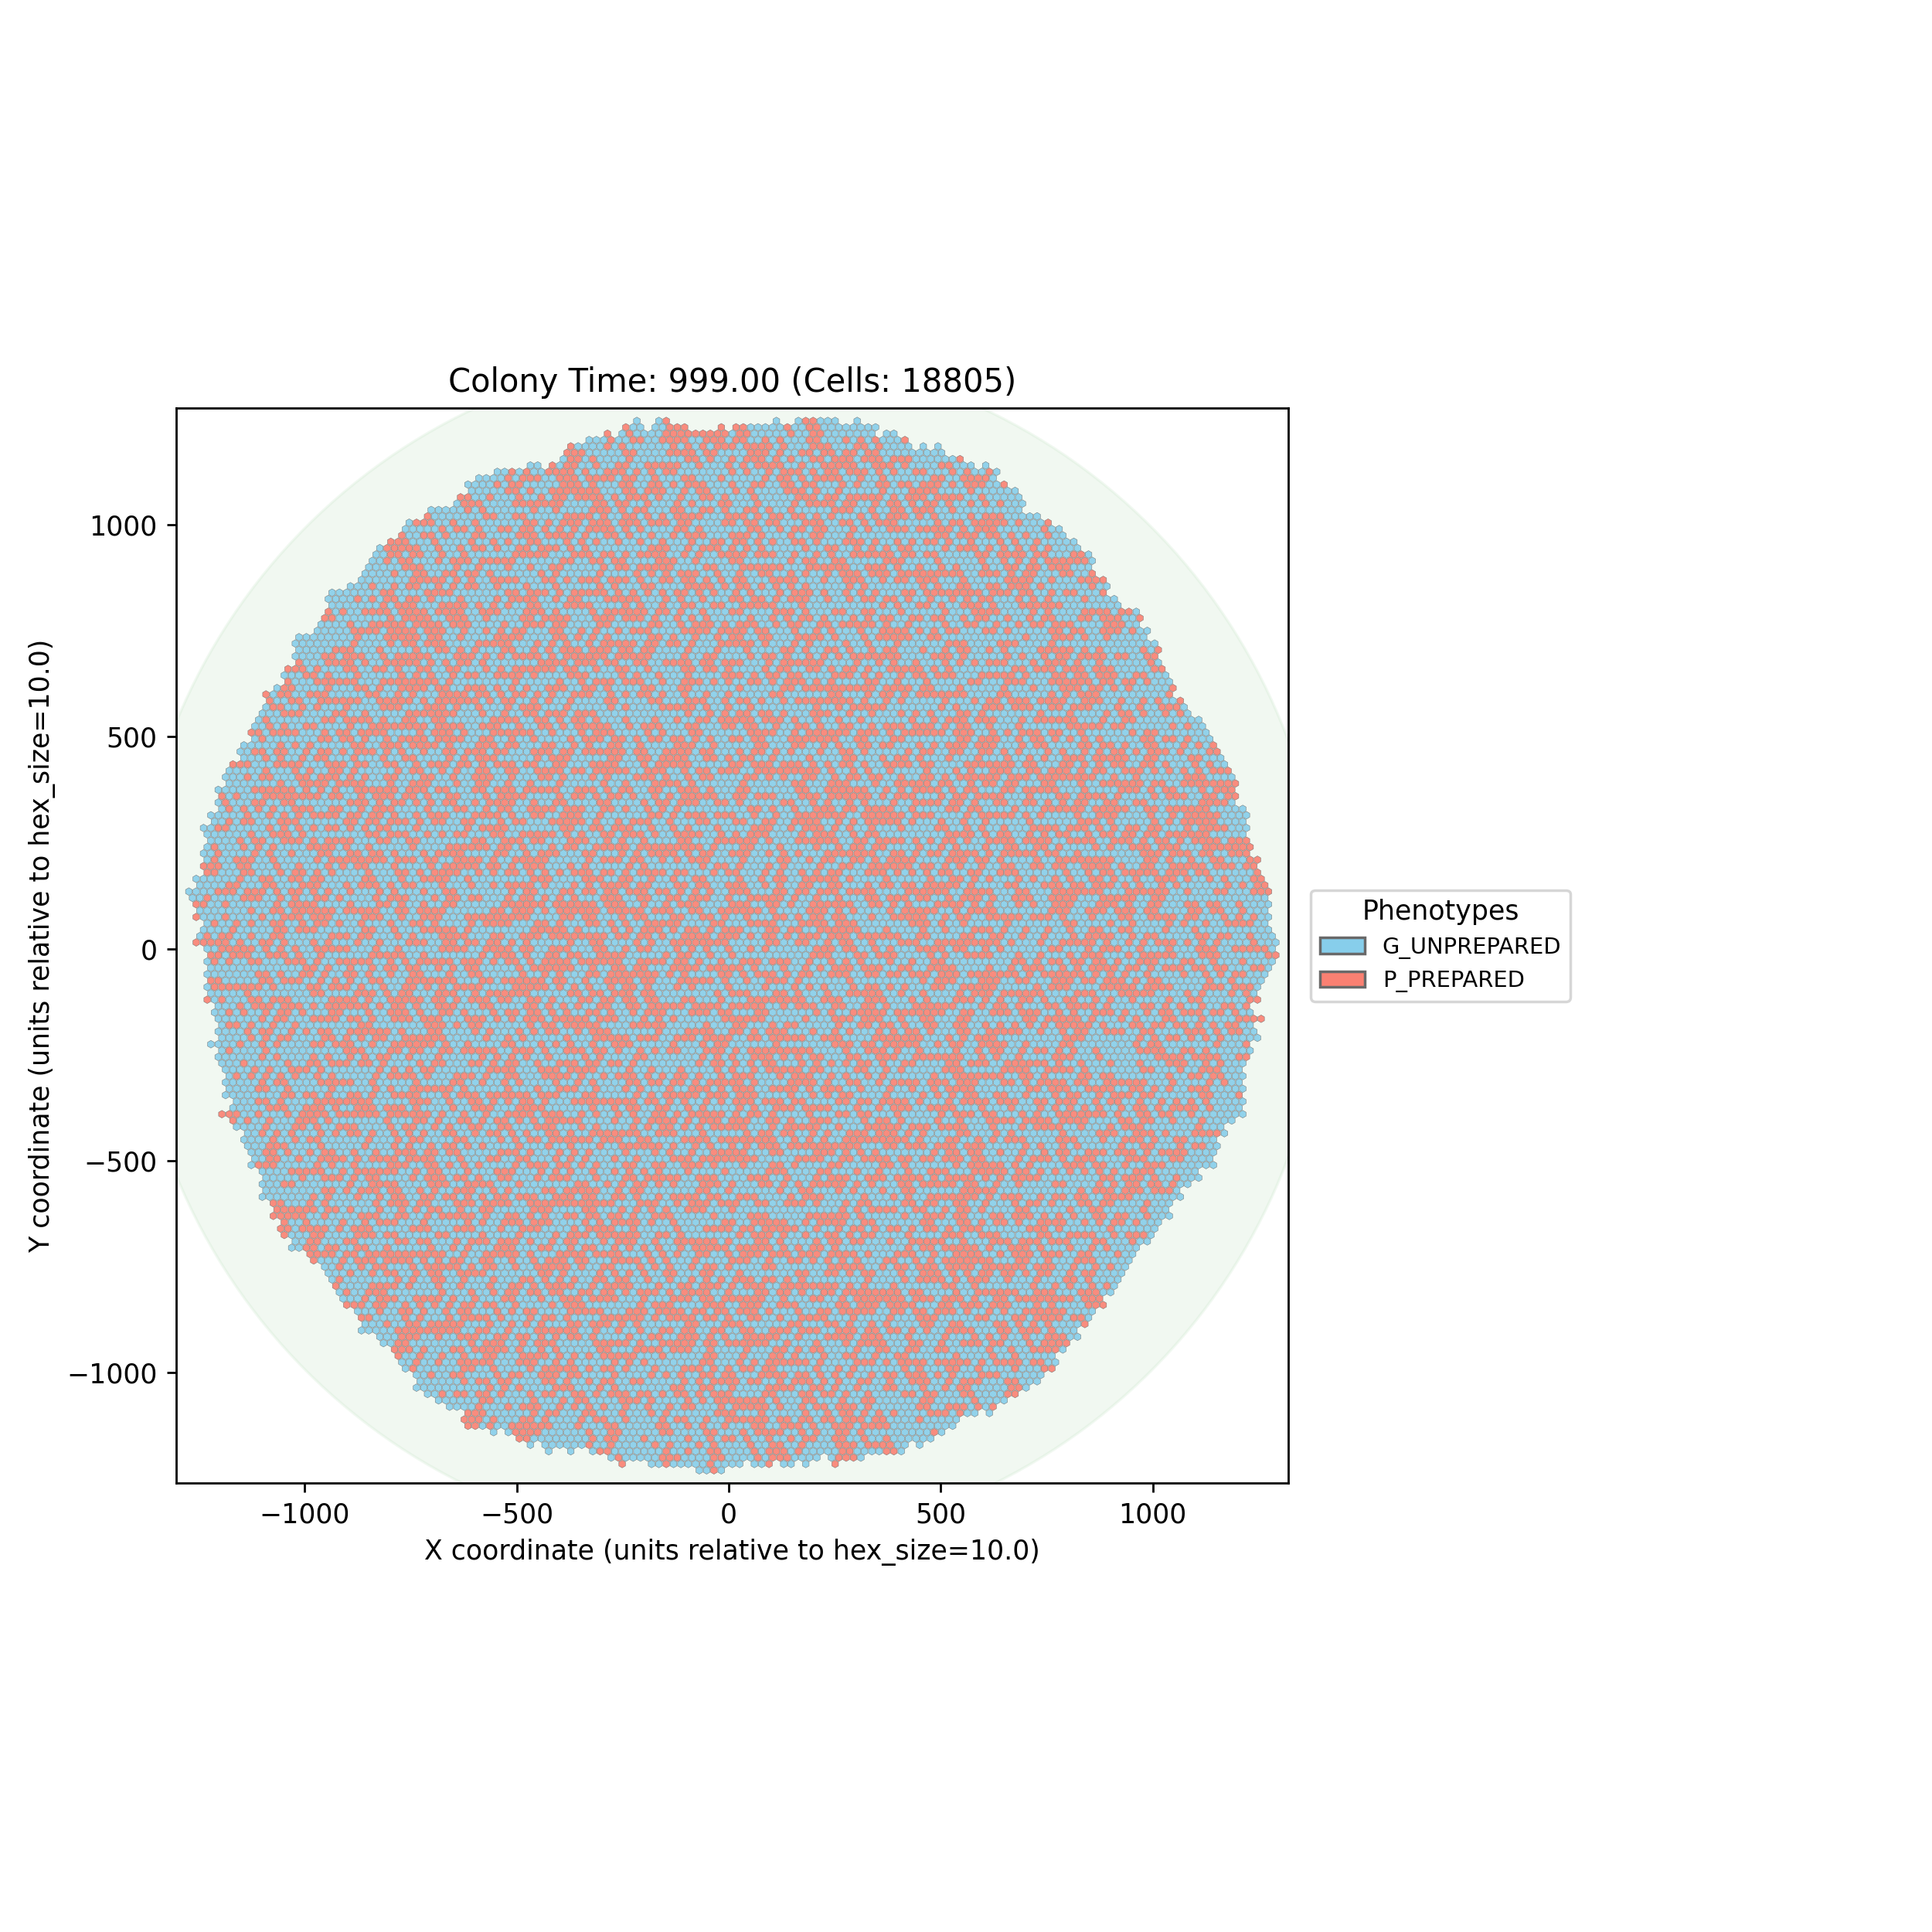 Colony Time: 999.00 (Cells: 18805)
Y coordinate (units relative to hex_size=10.0)
1000
500
0
−500
−1000
−1000
−500
0
500
1000
X coordinate (units relative to hex_size=10.0)
Phenotypes
G_UNPREPARED
P_PREPARED